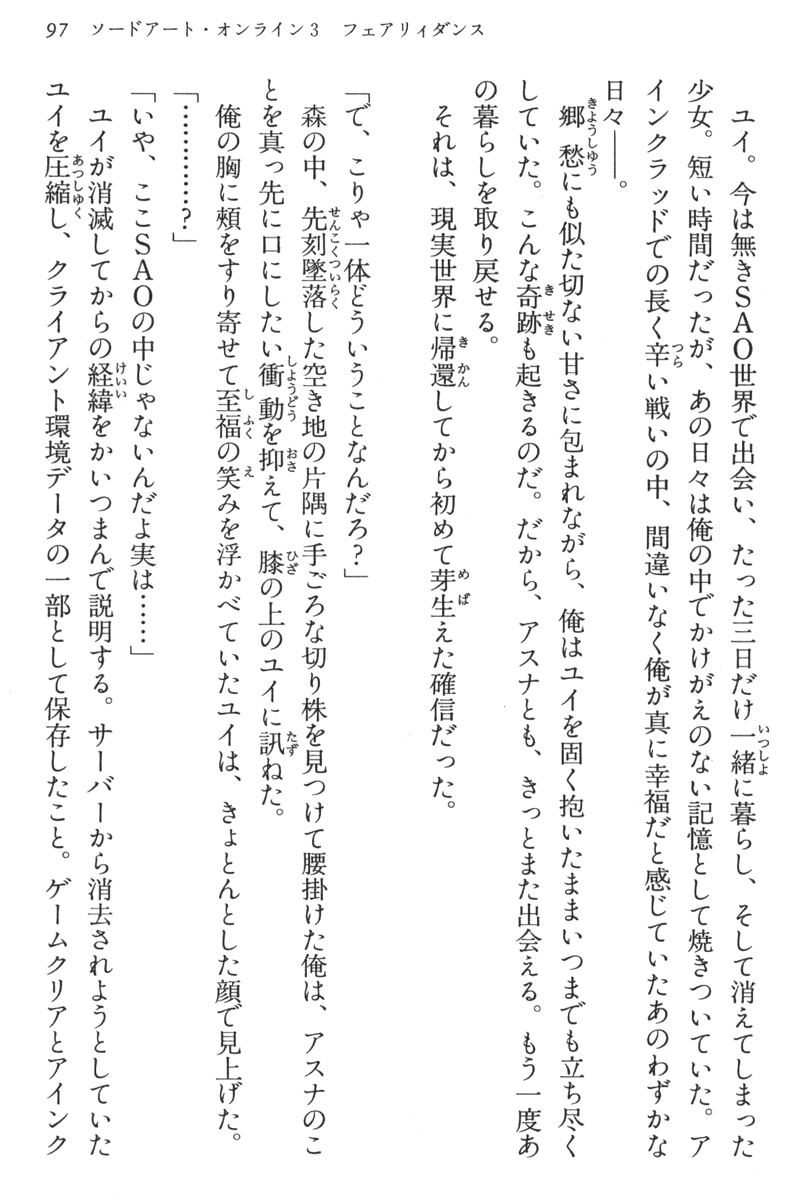 97　ソードアート・オンライン3　フェアリィダンス
　ユイ。今は無きSAO世界で出会い、たった三日だけ一緒に暮らし、そして消えてしまった
少女。短い時間だったが、あの日々は俺の中でかけがえのない記憶として焼きついていた。ア
インクラッドでの長く辛い戦いの中、間違いなく俺が真に幸福だと感じていたあのわずかな
日々――。
　郷愁にも似た切ない甘さに包まれながら、俺はユイを固く抱いたままいつまでも立ち尽く
していた。こんな奇跡も起きるのだ。だから、アスナとも、きっとまた出会える。もう一度あ
の暮らしを取り戻せる。
　それは、現実世界に帰還してから初めて芽生えた確信だった。
「で、こりゃ一体どういうことなんだろ？」
　森の中、先刻墜落した空き地の片隅に手ごろな切り株を見つけて腰掛けた俺は、アスナのこ
とを真っ先に口にしたい衝動を抑えて、膝の上のユイに訊ねた。
　俺の胸に頬をすり寄せて至福の笑みを浮かべていたユイは、きょとんとした顔で見上げた。
「…………？」
「いや、ここSAOの中じゃないんだよ実は……」
　ユイが消滅してからの経緯をかいつまんで説明する。サーバーから消去されようとしていた
ユイを圧縮し、クライアント環境データの一部として保存したこと。ゲームクリアとアインク